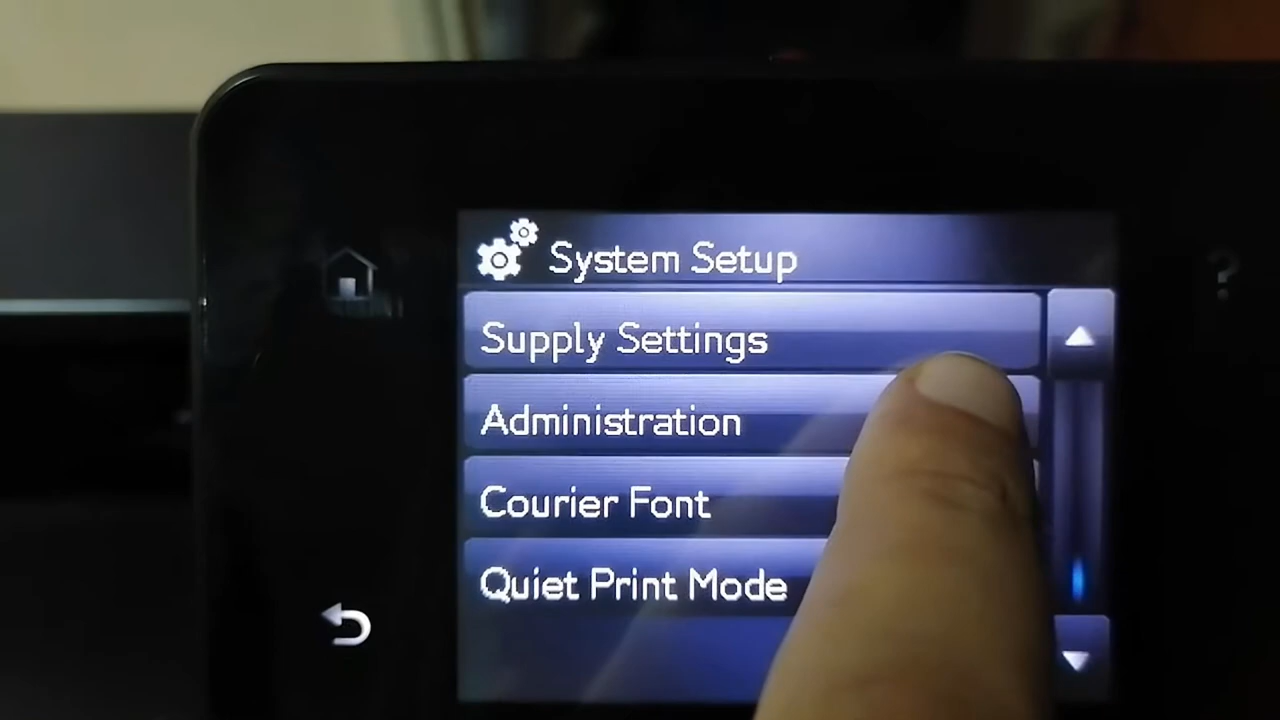 System Setup
Supply Settings
Administration
Courier Font
Quiet Print Mode
?